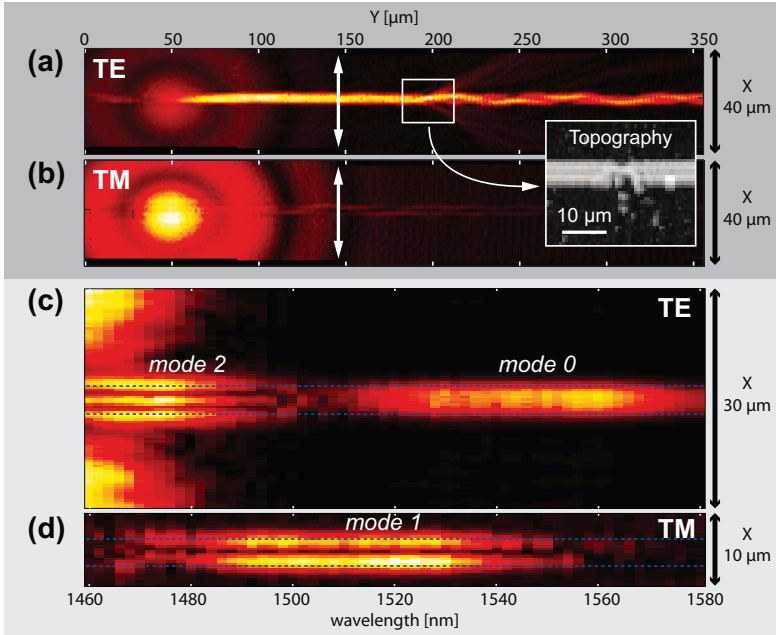 Y [µm]
0 50 100 150 200 250 300 350
(a) TE
X
40 µm
Topography
10 µm
(b) TM
X
40 µm
(c) TE
mode 2 mode 0
X
30 µm
(d) mode 1 TM
X
10 µm
1460 1480 1500 1520 1540 1560 1580
wavelength [nm]